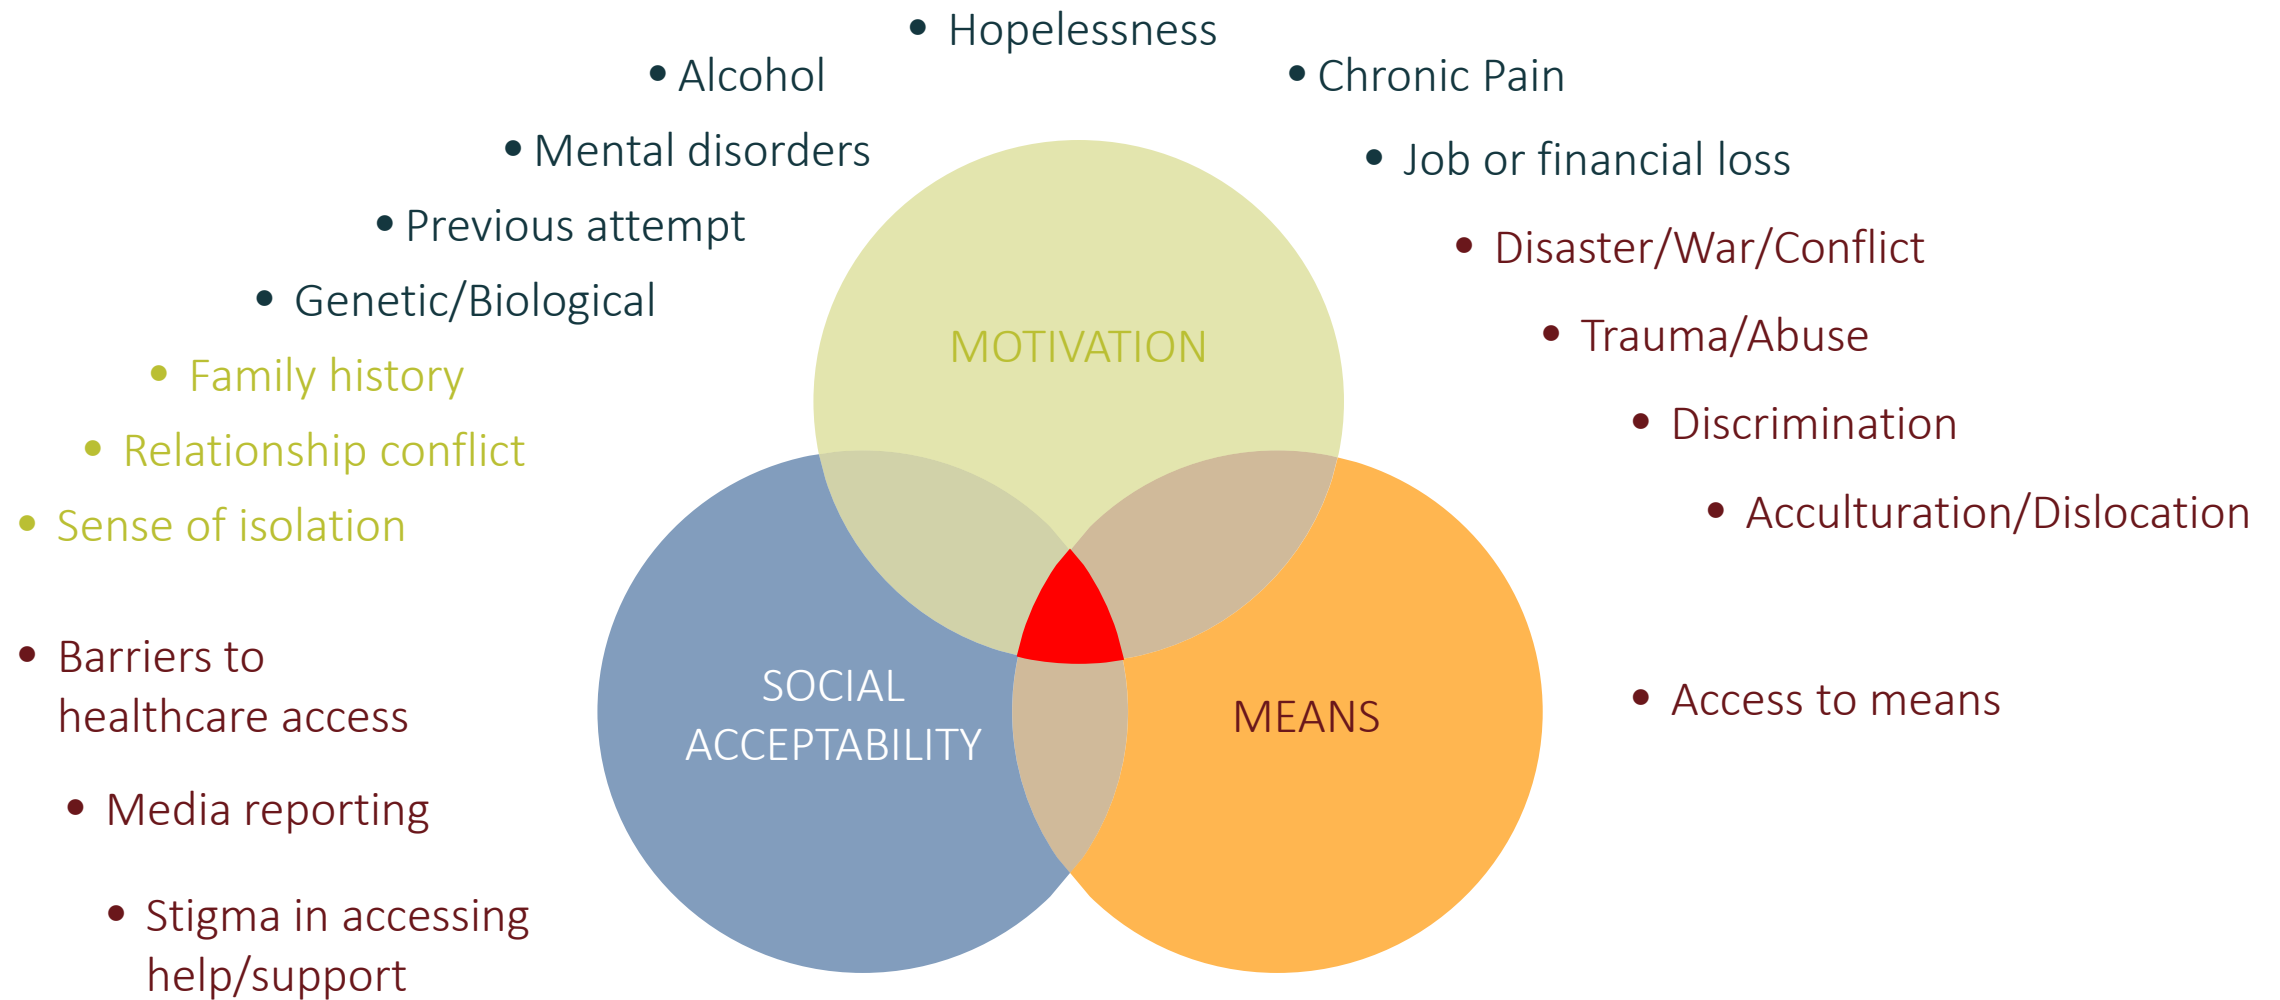 • Hopelessness
• Alcohol
• Chronic Pain
• Mental disorders
• Job or financial loss
• Previous attempt
• Disaster/War/Conflict
• Genetic/Biological
MOTIVATION
• Trauma/Abuse
• Family history
• Discrimination
• Relationship conflict
• Acculturation/Dislocation
• Sense of isolation
• Barriers to
healthcare access
SOCIAL
ACCEPTABILITY
MEANS
• Access to means
• Media reporting
• Stigma in accessing
help/support